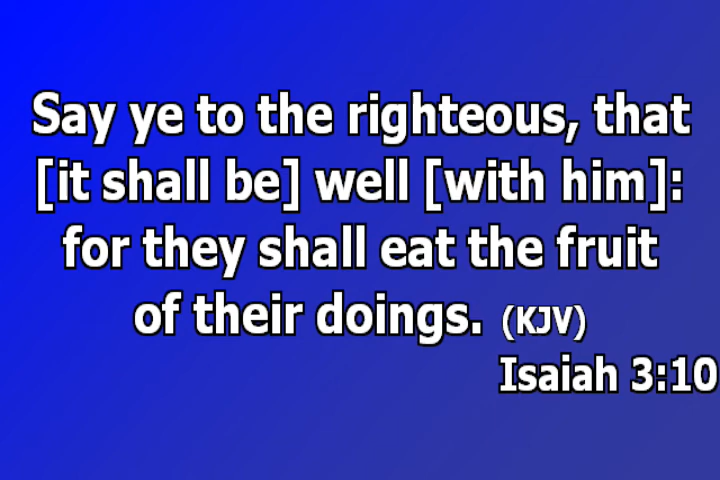 Say ye to the righteous, that
[it shall be] well [with him]:
for they shall eat the fruit
of their doings. (KJV)
Isaiah 3:10